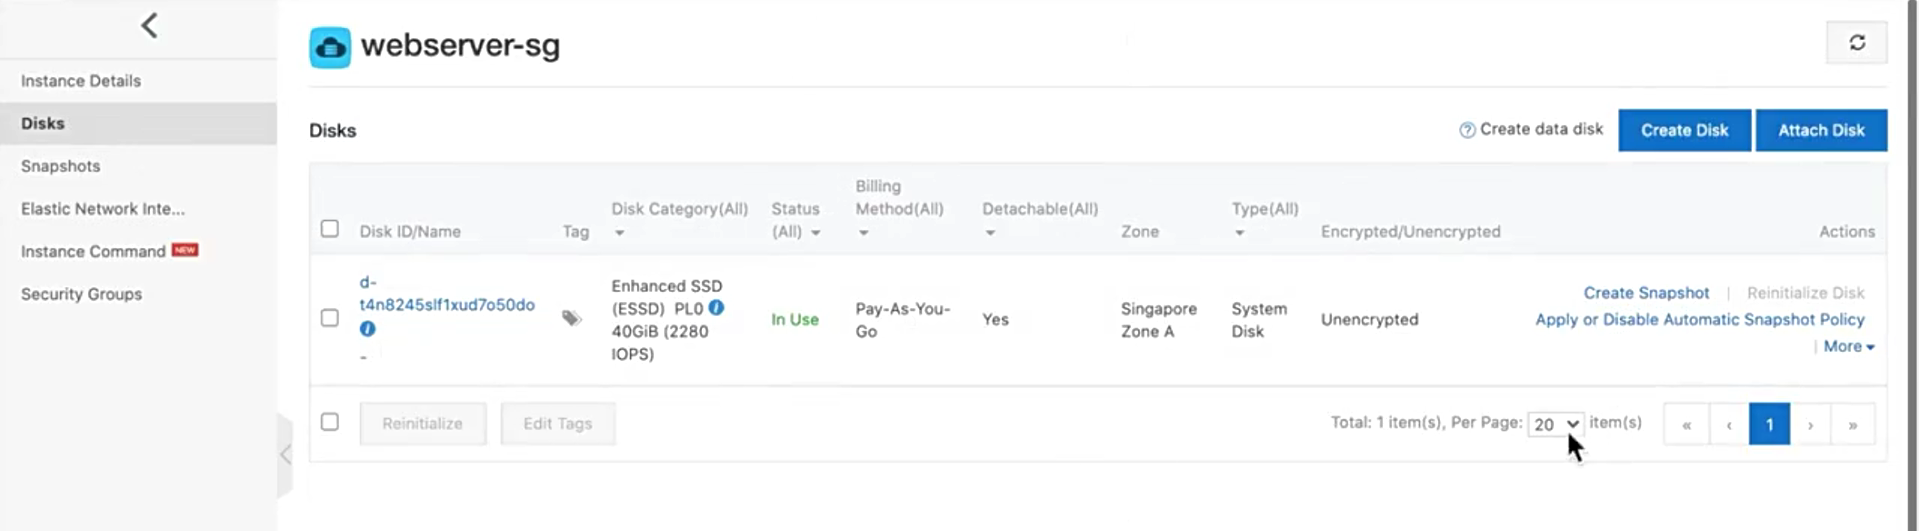 webserver-sg
Instance Details
Disks
Snapshots
Elastic Network Inte...
Instance Command NEW
Security Groups
Disks
Create data disk
Create Disk
Attach Disk
Disk ID/Name
Tag
Disk Category(All)
Status
(All)
Billing
Method(All)
Detachable(All)
Zone
Type(All)
Encrypted/Unencrypted
Actions
d-
t4n8245slf1xud7o50do
-
Enhanced SSD
(ESSD) PL0
40GiB (2280
IOPS)
In Use
Pay-As-You-
Go
Yes
Singapore
Zone A
System
Disk
Unencrypted
Create Snapshot | Reinitialize Disk
Apply or Disable Automatic Snapshot Policy
| More
Reinitialize
Edit Tags
Total: 1 item(s), Per Page: 20 item(s)
« ‹ 1 › »